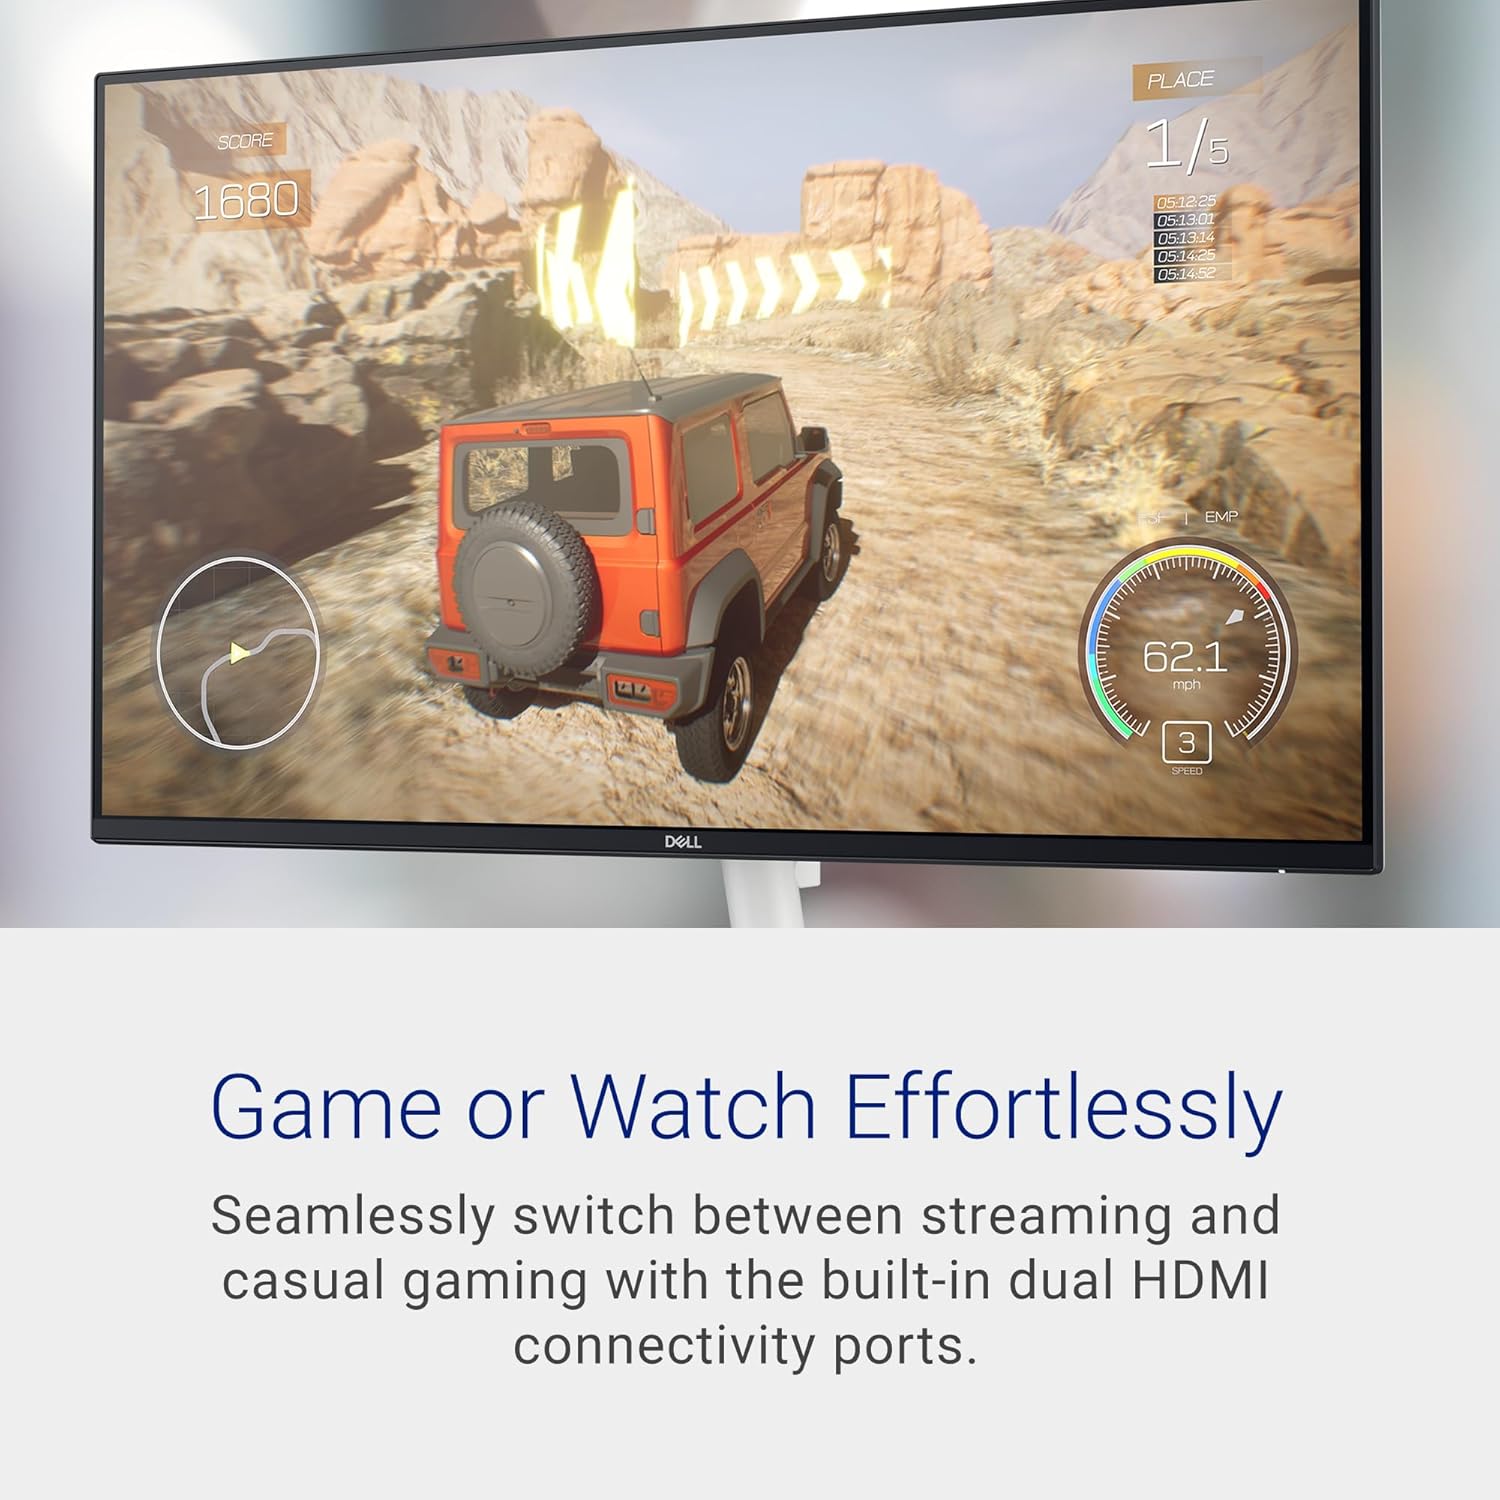 SCORE
1680
PLACE
1/5
05:12:25
05:13:01
05:13:14
05:14:25
05:14:52
| EMP
62.1
mph
3
SPEED
DELL
Game or Watch Effortlessly
Seamlessly switch between streaming and
casual gaming with the built-in dual HDMI
connectivity ports.